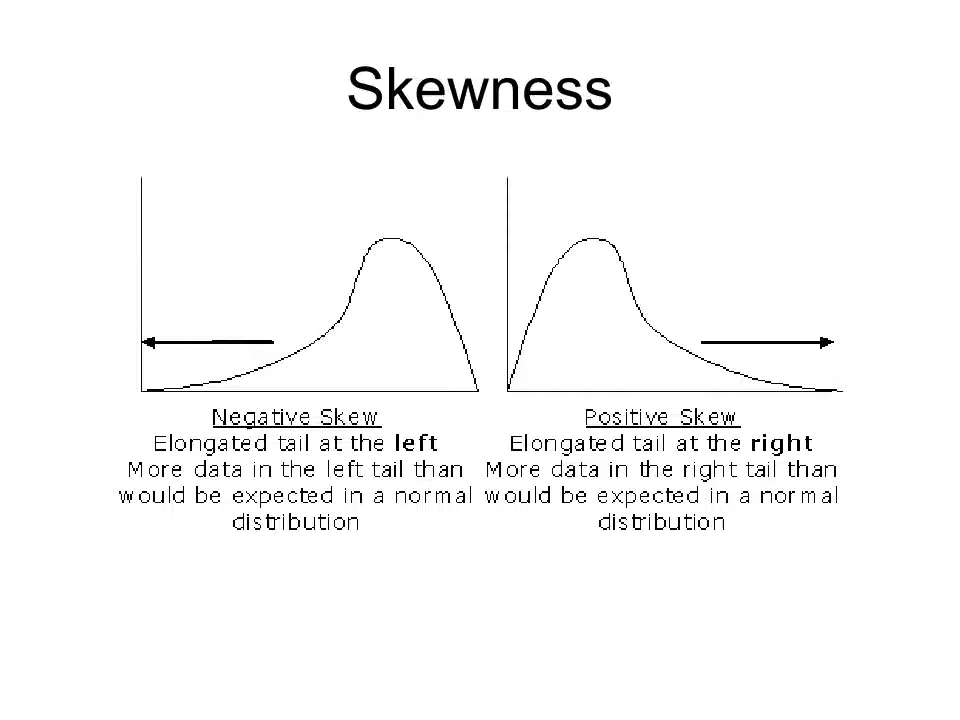 Skewness
Negative Skew
Elongated tail at the left
More data in the left tail than
would be expected in a normal
distribution
Positive Skew
Elongated tail at the right
More data in the right tail than
would be expected in a normal
distribution